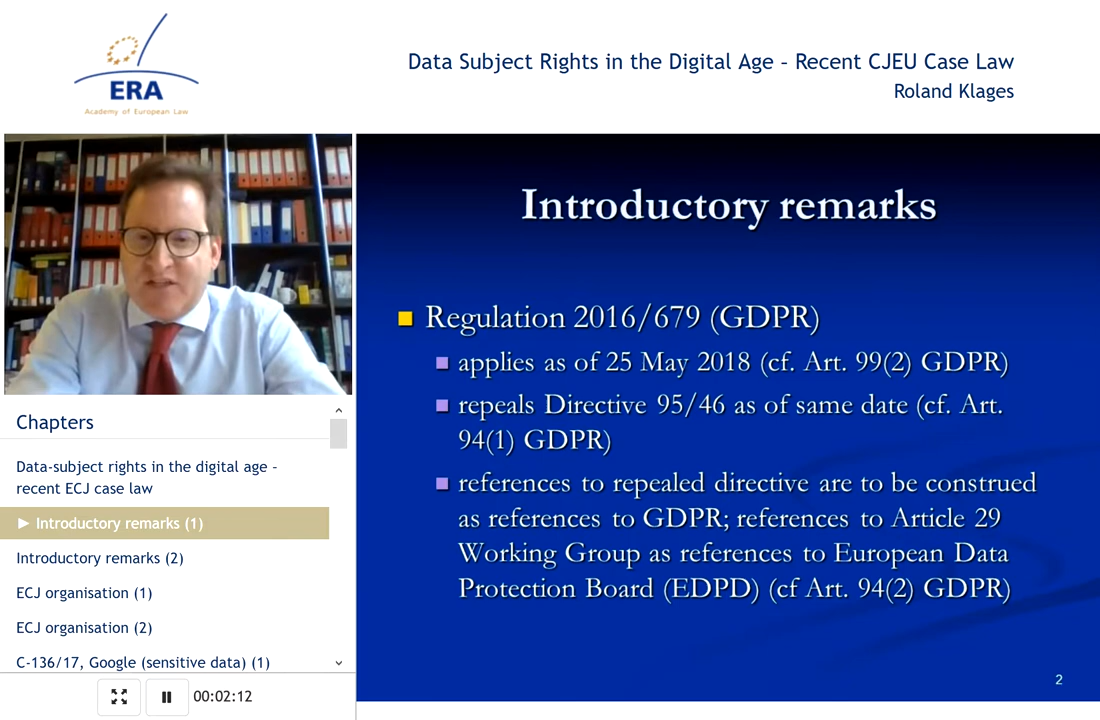 ERA
Academy of European Law
Data Subject Rights in the Digital Age – Recent CJEU Case Law
Roland Klages
Chapters
Data-subject rights in the digital age –
recent ECJ case law
► Introductory remarks (1)
Introductory remarks (2)
ECJ organisation (1)
ECJ organisation (2)
C-136/17, Google (sensitive data) (1)
00:02:12
Introductory remarks
Regulation 2016/679 (GDPR)
applies as of 25 May 2018 (cf. Art. 99(2) GDPR)
repeals Directive 95/46 as of same date (cf. Art.
94(1) GDPR)
references to repealed directive are to be construed
as references to GDPR; references to Article 29
Working Group as references to European Data
Protection Board (EDPD) (cf Art. 94(2) GDPR)
2